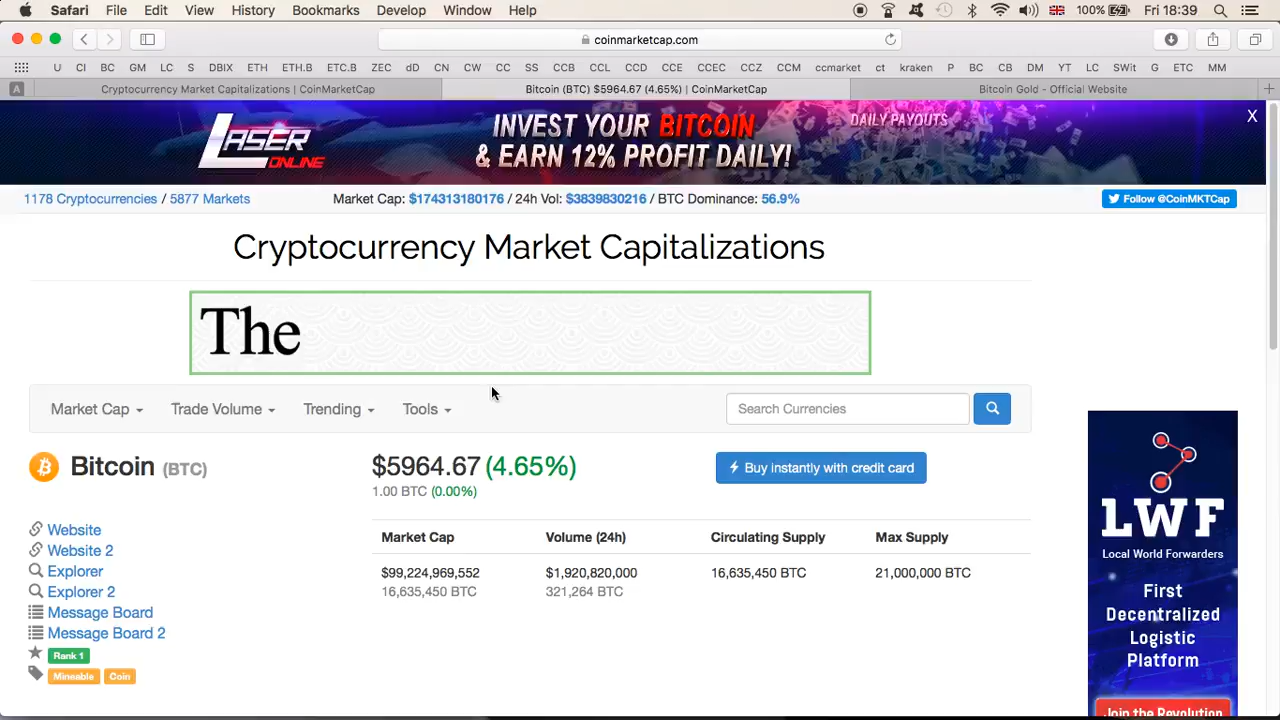 Safari File Edit View History Bookmarks Develop Window Help 100% Fri 18:39
coinmarketcap.com
U CI BC GM LC S DBIX ETH ETH.B ETC.B ZEC dD CN CW CC SS CCB CCL CCD CCE CCEC CCZ CCM ccmarket ct kraken P BC CB DM YT LC SWit G ETC MM
A Cryptocurrency Market Capitalizations | CoinMarketCap Bitcoin (BTC) $5964.67 (4.65%) | CoinMarketCap Bitcoin Gold - Official Website
LASER ONLINE
INVEST YOUR BITCOIN
& EARN 12% PROFIT DAILY!
DAILY PAYOUTS
X
1178 Cryptocurrencies / 5877 Markets Market Cap: $174313180176 / 24h Vol: $3839830216 / BTC Dominance: 56.9% Follow @CoinMKTCap
Cryptocurrency Market Capitalizations
The
Market Cap Trade Volume Trending Tools Search Currencies
Bitcoin (BTC) $5964.67 (4.65%) Buy instantly with credit card
1.00 BTC (0.00%)
Website
Website 2
Explorer
Explorer 2
Message Board
Message Board 2
Rank 1
Mineable Coin
Market Cap Volume (24h) Circulating Supply Max Supply
$99,224,969,552 $1,920,820,000 16,635,450 BTC 21,000,000 BTC
16,635,450 BTC 321,264 BTC
LWF
Local World Forwarders
First
Decentralized
Logistic
Platform
Join the Revolution